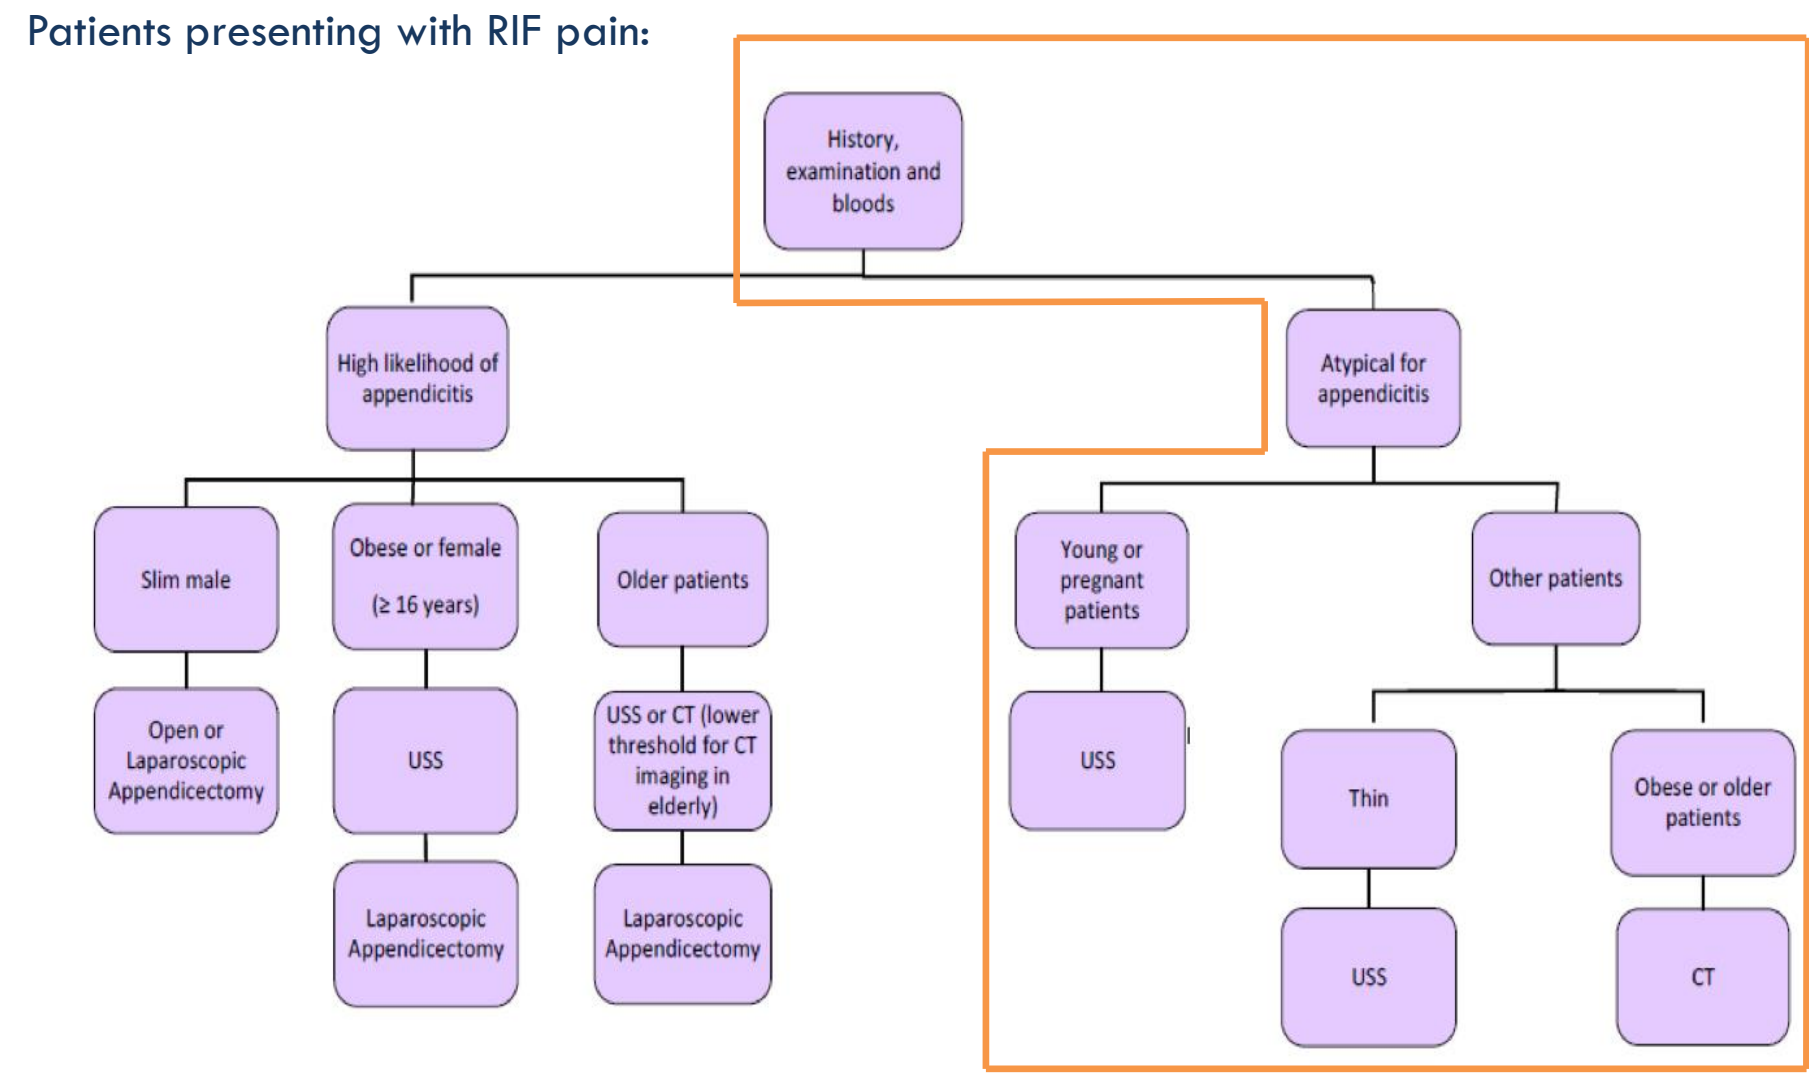 Patients presenting with RIF pain:
History,
examination and
bloods
High likelihood of
appendicitis
Atypical for
appendicitis
Slim male
Obese or female
(≥ 16 years)
Older patients
Young or
pregnant
patients
Other patients
Open or
Laparoscopic
Appendicectomy
USS
USS or CT (lower
threshold for CT
imaging in
elderly)
USS
Thin
Obese or older
patients
Laparoscopic
Appendicectomy
Laparoscopic
Appendicectomy
USS
CT